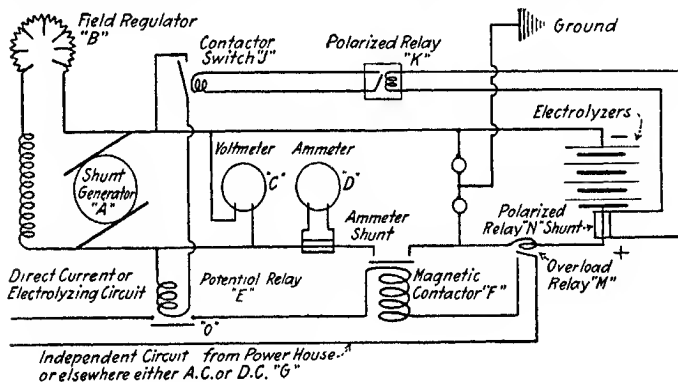 Field Regulator
"B"
Contactor
Switch "J"
Polarized Relay
"K"
Ground
Electrolyzers
−
Shunt
Generator
"A"
Voltmeter
"C"
Ammeter
"D"
Ammeter
Shunt
Polarized
Relay "N" Shunt
+
Direct Current or
Electrolyzing Circuit
Potential Relay
"E"
Magnetic
Contactor "F"
Overload
Relay "M"
"O"
Independent Circuit from Power House
or elsewhere either A.C. or D.C. "G"